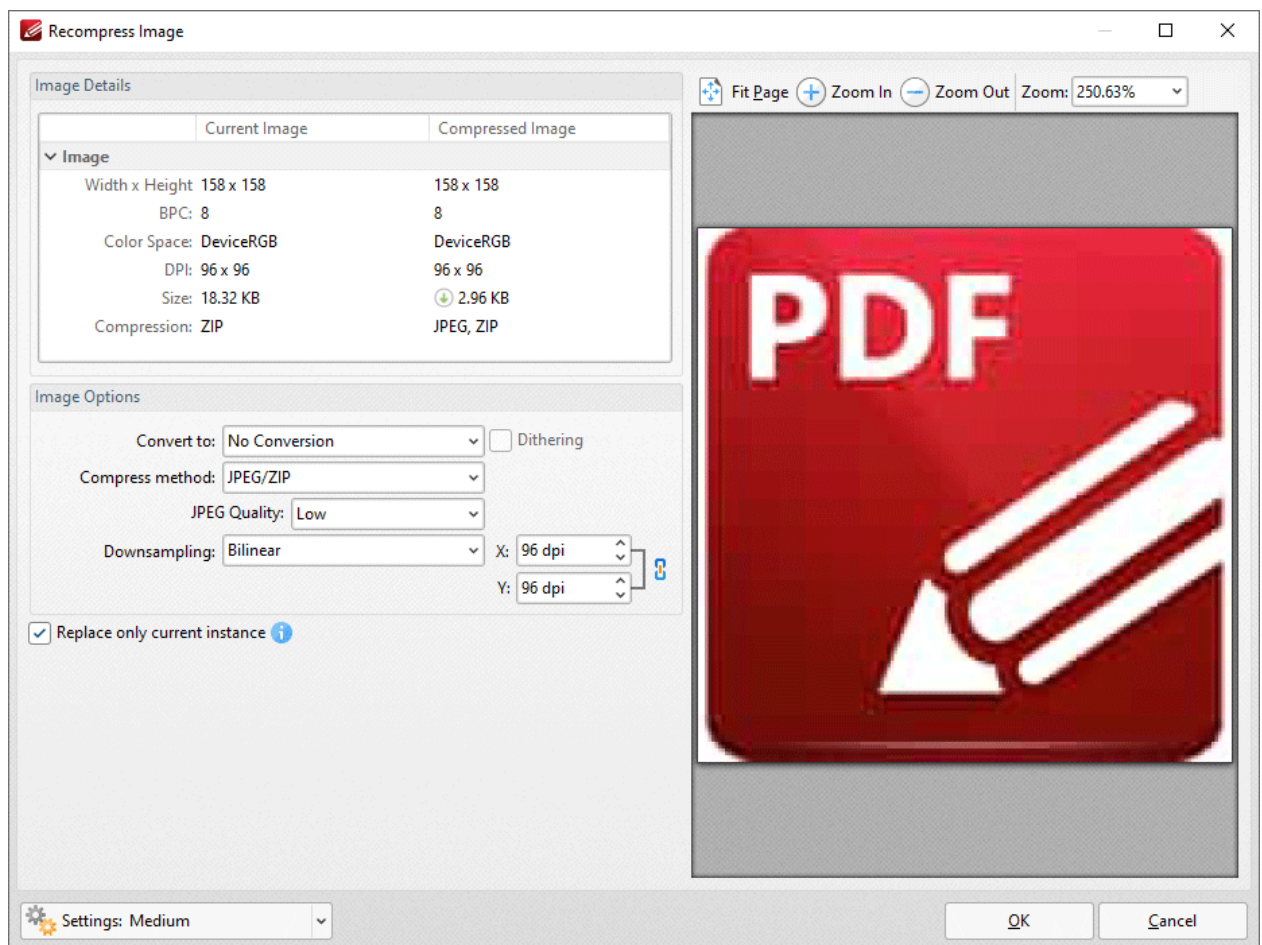 Recompress Image
Image Details
Current Image Compressed Image
Image
Width x Height 158 x 158 158 x 158
BPC: 8 8
Color Space: DeviceRGB DeviceRGB
DPI: 96 x 96 96 x 96
Size: 18.32 KB 2.96 KB
Compression: ZIP JPEG, ZIP
Image Options
Convert to: No Conversion Dithering
Compress method: JPEG/ZIP
JPEG Quality: Low
Downsampling: Bilinear X: 96 dpi
Y: 96 dpi
Replace only current instance
Fit Page Zoom In Zoom Out Zoom: 250.63%
PDF
Settings: Medium
OK Cancel